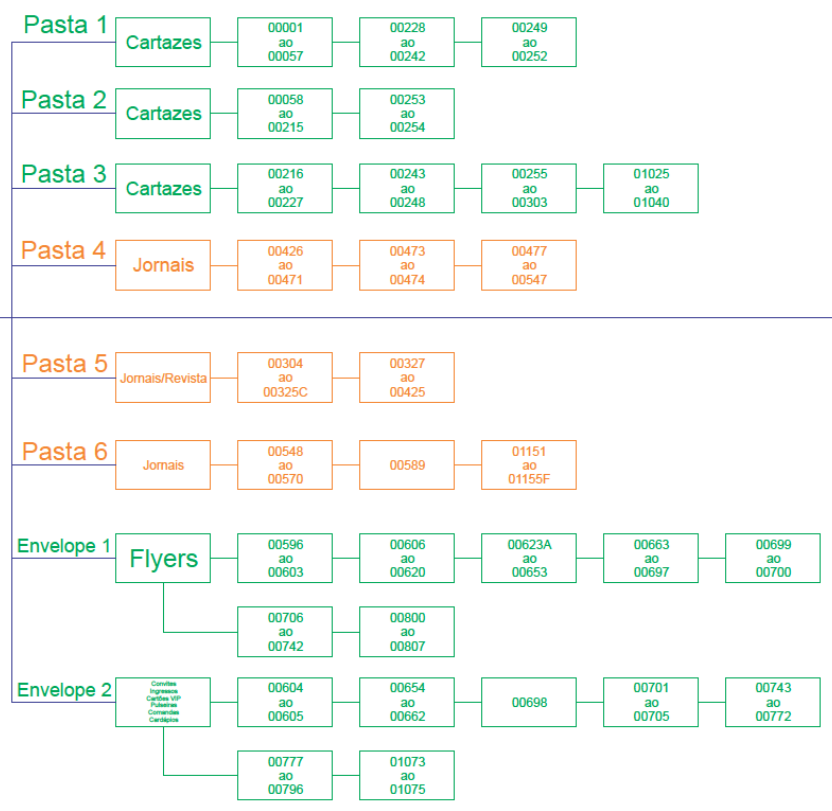 Pasta 1
Cartazes
00001
ao
00057
00228
ao
00242
00249
ao
00252
Pasta 2
Cartazes
00058
ao
00215
00253
ao
00254
Pasta 3
Cartazes
00216
ao
00227
00243
ao
00248
00255
ao
00303
01025
ao
01040
Pasta 4
Jornais
00426
ao
00471
00473
ao
00474
00477
ao
00547
Pasta 5
Jornais/Revista
00304
ao
00325C
00327
ao
00425
Pasta 6
Jornais
00548
ao
00570
00589
01151
ao
01155F
Envelope 1
Flyers
00596
ao
00603
00606
ao
00620
00623A
ao
00653
00663
ao
00697
00699
ao
00700
00706
ao
00742
00800
ao
00807
Envelope 2
Convites
Ingressos
Cartões VIP
Pulseiras
Comandas
Cardápios
00604
ao
00605
00654
ao
00662
00698
00701
ao
00705
00743
ao
00772
00777
ao
00796
01073
ao
01075